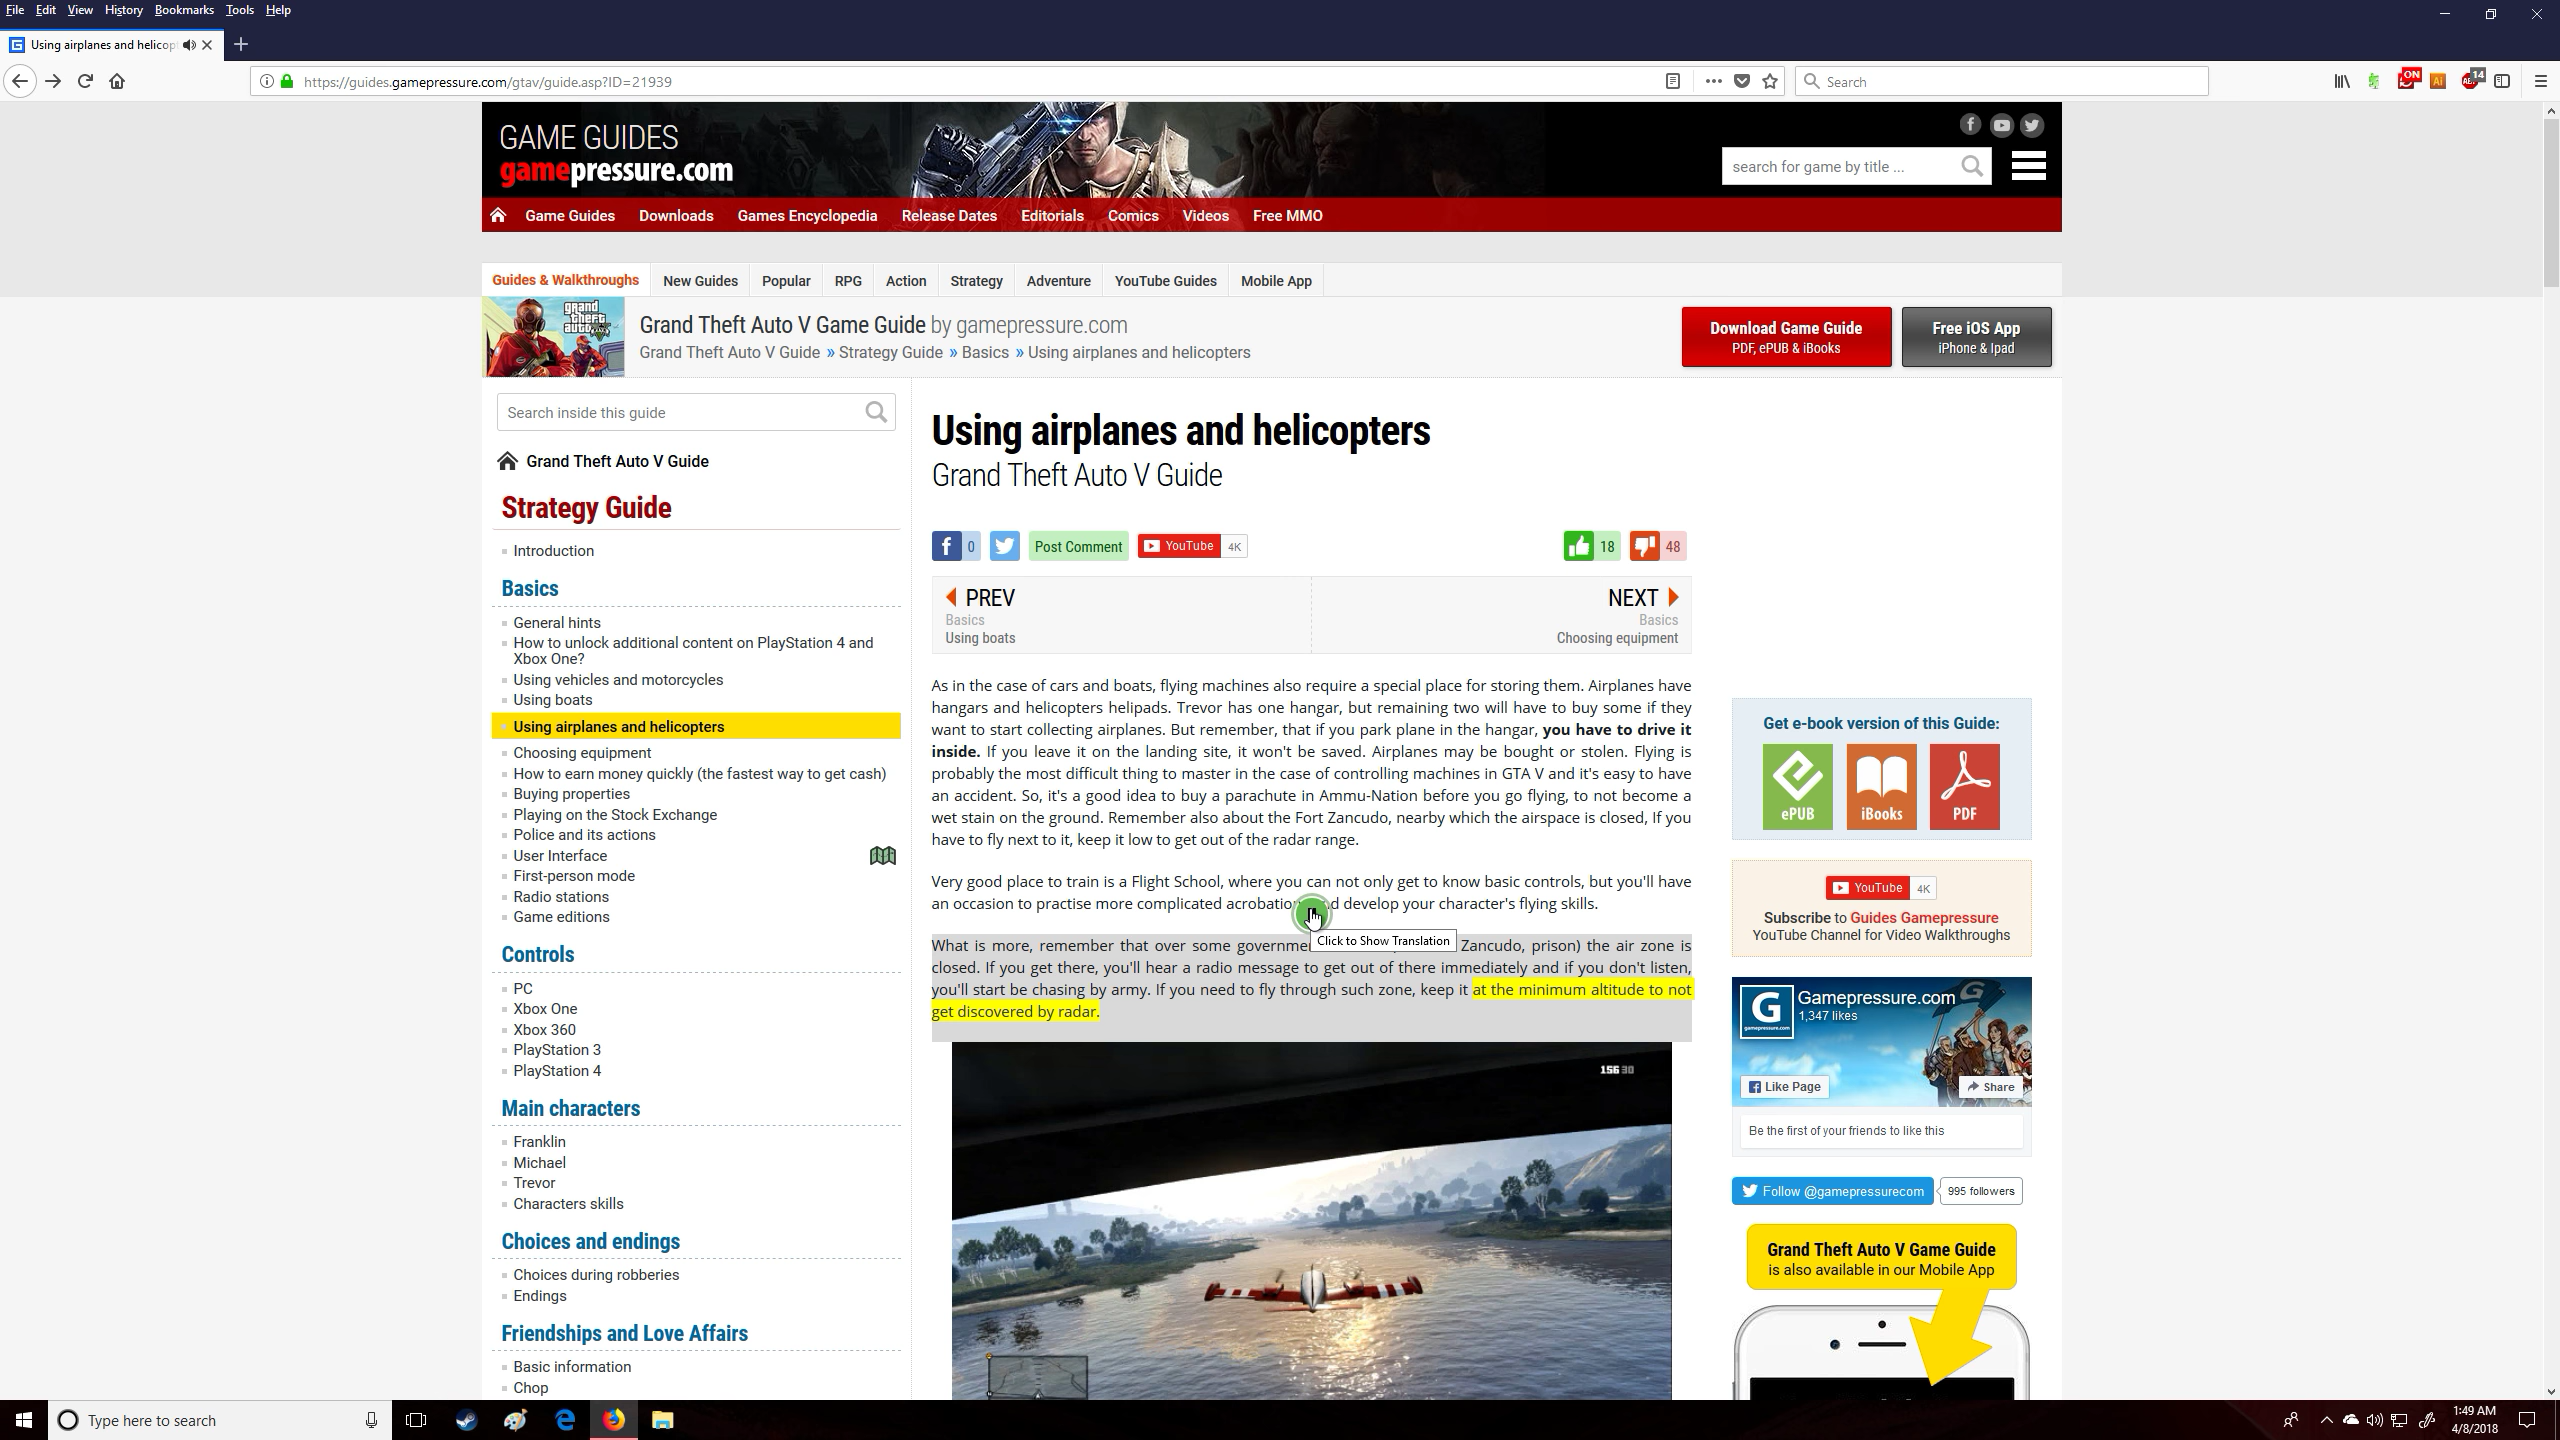 File Edit View History Bookmarks Tools Help
Using airplanes and helicopt
https://guides.gamepressure.com/gtav/guide.asp?ID=21939
Search
ON
14
GAME GUIDES
gamepressure.com
search for game by title ...
Game Guides Downloads Games Encyclopedia Release Dates Editorials Comics Videos Free MMO
Guides & Walkthroughs New Guides Popular RPG Action Strategy Adventure YouTube Guides Mobile App
grand theft auto V
Grand Theft Auto V Game Guide by gamepressure.com
Grand Theft Auto V Guide » Strategy Guide » Basics » Using airplanes and helicopters
Download Game Guide
PDF, ePUB & iBooks
Free iOS App
iPhone & Ipad
Search inside this guide
Grand Theft Auto V Guide
Strategy Guide
Introduction
Basics
General hints
How to unlock additional content on PlayStation 4 and
Xbox One?
Using vehicles and motorcycles
Using boats
Using airplanes and helicopters
Choosing equipment
How to earn money quickly (the fastest way to get cash)
Buying properties
Playing on the Stock Exchange
Police and its actions
User Interface
First-person mode
Radio stations
Game editions
Controls
PC
Xbox One
Xbox 360
PlayStation 3
PlayStation 4
Main characters
Franklin
Michael
Trevor
Characters skills
Choices and endings
Choices during robberies
Endings
Friendships and Love Affairs
Basic information
Chop
Using airplanes and helicopters
Grand Theft Auto V Guide
0 Post Comment YouTube 4K 18 48
PREV
Basics
Using boats
NEXT
Basics
Choosing equipment
As in the case of cars and boats, flying machines also require a special place for storing them. Airplanes have
hangars and helicopters helipads. Trevor has one hangar, but remaining two will have to buy some if they
want to start collecting airplanes. But remember, that if you park plane in the hangar, you have to drive it
inside. If you leave it on the landing site, it won't be saved. Airplanes may be bought or stolen. Flying is
probably the most difficult thing to master in the case of controlling machines in GTA V and it's easy to have
an accident. So, it's a good idea to buy a parachute in Ammu-Nation before you go flying, to not become a
wet stain on the ground. Remember also about the Fort Zancudo, nearby which the airspace is closed, If you
have to fly next to it, keep it low to get out of the radar range.
Very good place to train is a Flight School, where you can not only get to know basic controls, but you'll have
an occasion to practise more complicated acrobation d develop your character's flying skills.
Click to Show Translation
What is more, remember that over some governmen Zancudo, prison) the air zone is
closed. If you get there, you'll hear a radio message to get out of there immediately and if you don't listen,
you'll start be chasing by army. If you need to fly through such zone, keep it at the minimum altitude to not
get discovered by radar.
156 30
Get e-book version of this Guide:
ePUB iBooks PDF
YouTube 4K
Subscribe to Guides Gamepressure
YouTube Channel for Video Walkthroughs
gamepressure.com
Gamepressure.com
1,347 likes
Like Page
Share
Be the first of your friends to like this
Follow @gamepressurecom 995 followers
Grand Theft Auto V Game Guide
is also available in our Mobile App
Type here to search
1:49 AM
4/8/2018